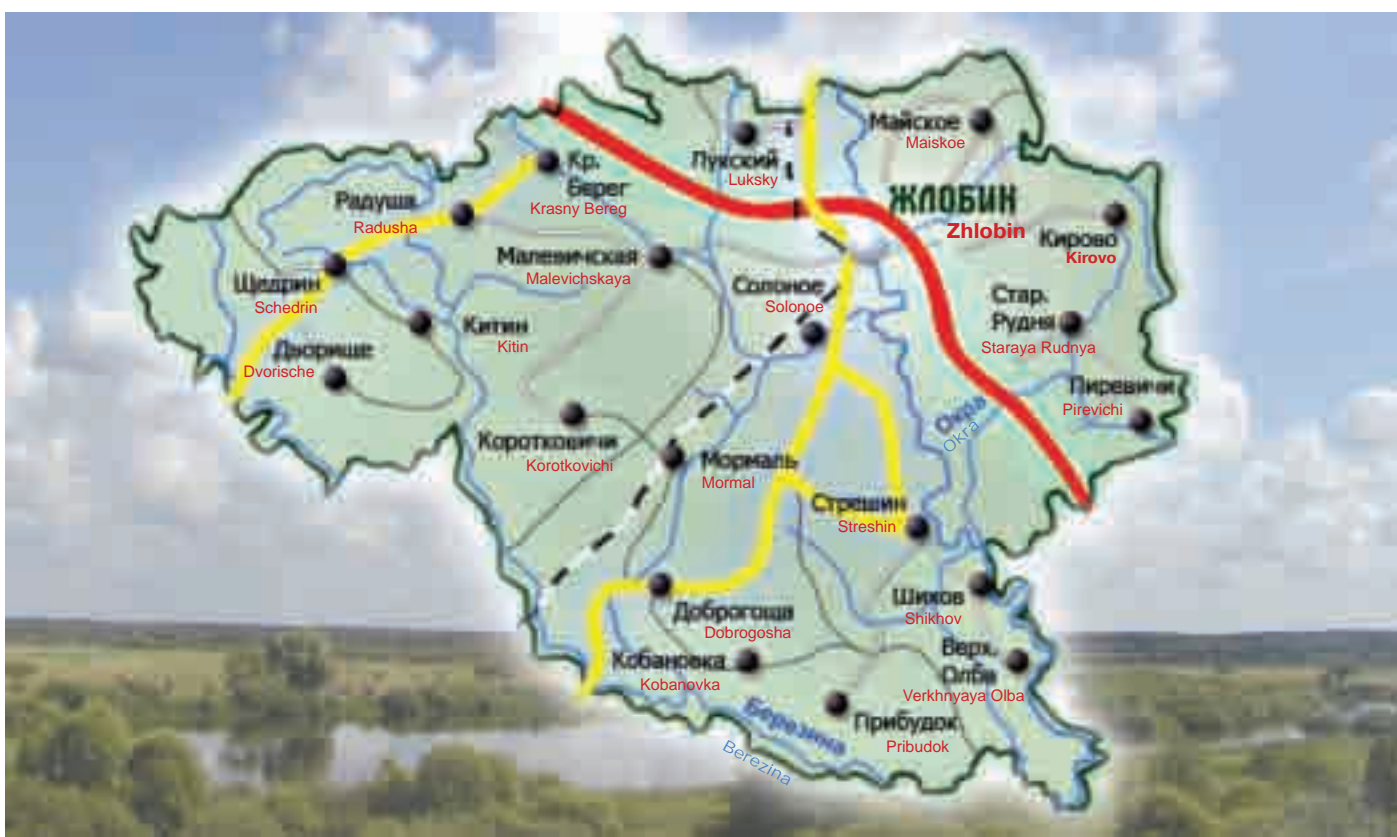 Майское
Maiskoe
Лукский
Luksky
Кр.
Берег
Krasny Bereg
ЖЛОБИН
Zhlobin
Радуша
Radusha
Кирово
Kirovo
Малевичская
Malevichskaya
Щедрин
Schedrin
Солоное
Solonoe
Стар.
Рудня
Staraya Rudnya
Китин
Kitin
Дворище
Dvorische
Пиревичи
Pirevichi
Окра
Okra
Коротковичи
Korotkovichi
Мормаль
Mormal
Стрешин
Streshin
Шихов
Shikhov
Доброгоша
Dobrogosha
Верх.
Олба
Verkhnyaya Olba
Кобановка
Kobanovka
Прибудок
Pribudok
Березина
Berezina